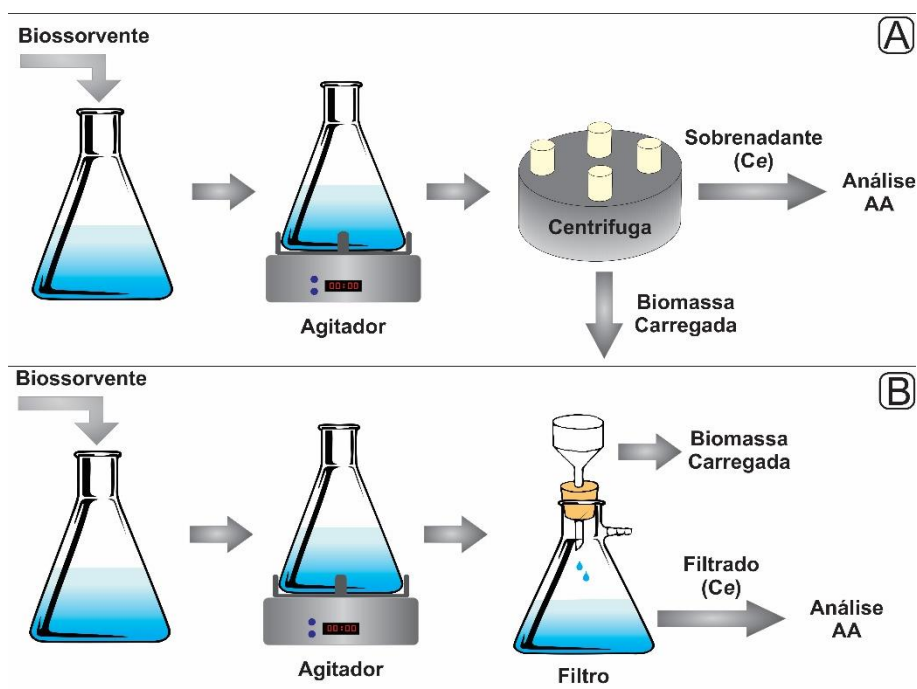 A
Biossorvente
Sobrenadante
(Ce)
Análise
AA
Centrifuga
00:00
Agitador
Biomassa
Carregada
B
Biossorvente
Biomassa
Carregada
Filtrado
(Ce)
Análise
AA
00:00
Agitador
Filtro